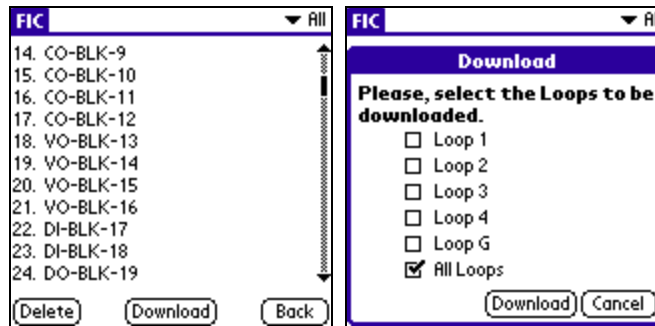 FIC
All
14. CO-BLK-9
15. CO-BLK-10
16. CO-BLK-11
17. CO-BLK-12
18. VO-BLK-13
19. VO-BLK-14
20. VO-BLK-15
21. VO-BLK-16
22. DI-BLK-17
23. DI-BLK-18
24. DO-BLK-19
Delete Download Back
FIC
Al
Download
Please, select the Loops to be
downloaded.
Loop 1
Loop 2
Loop 3
Loop 4
Loop G
All Loops
Download Cancel